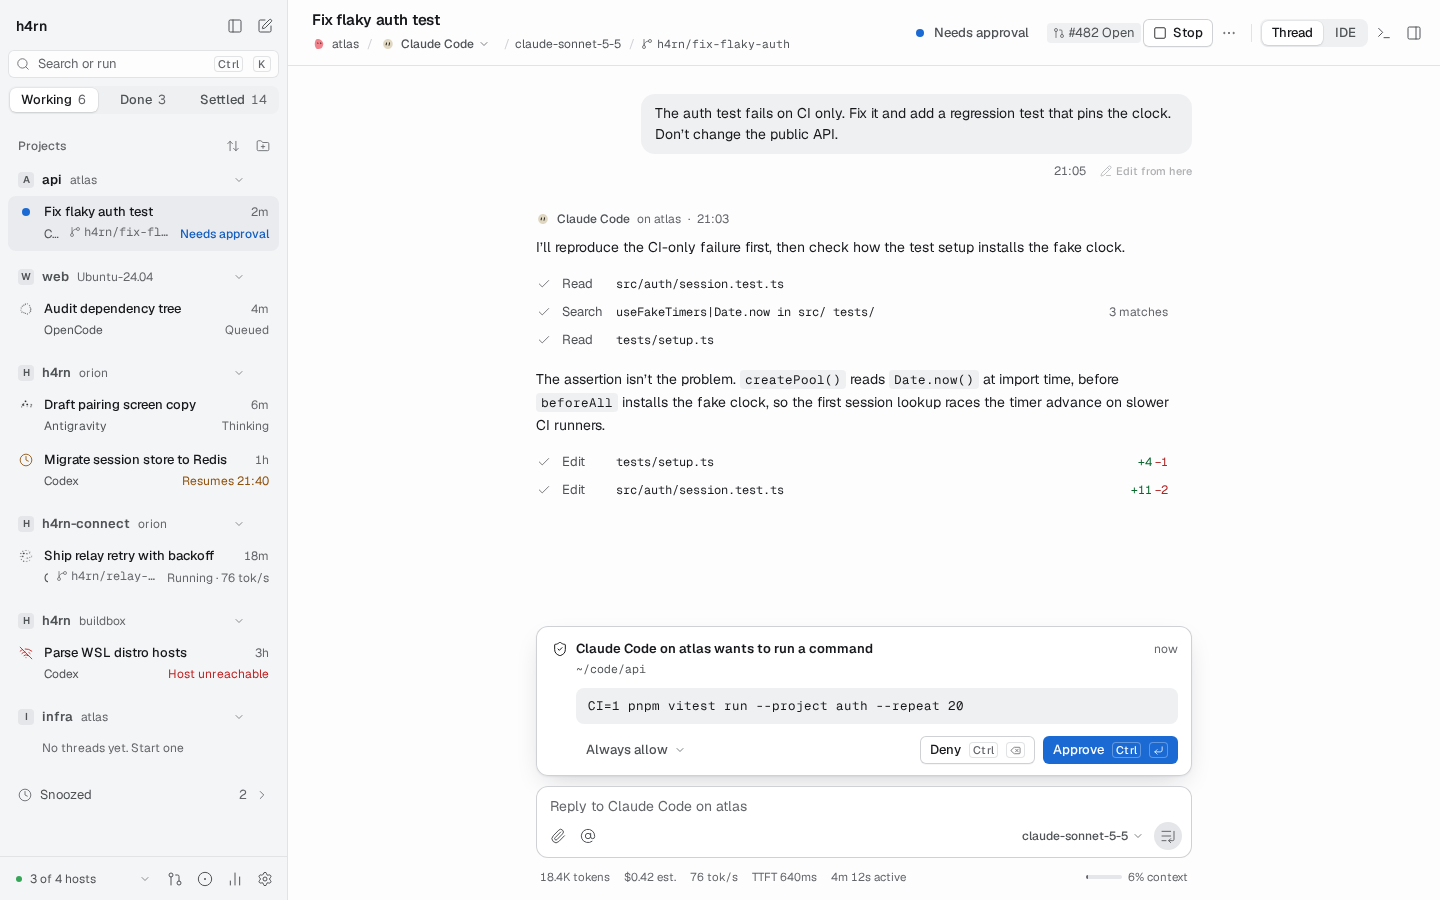 h4rn
Search or run Ctrl K
Working 6 Done 3 Settled 14
Projects
A api atlas
Fix flaky auth test 2m
C… h4rn/fix-fl… Needs approval
W web Ubuntu-24.04
Audit dependency tree 4m
OpenCode Queued
H h4rn orion
Draft pairing screen copy 6m
Antigravity Thinking
Migrate session store to Redis 1h
Codex Resumes 21:40
H h4rn-connect orion
Ship relay retry with backoff 18m
h4rn/relay-… Running · 76 tok/s
H h4rn buildbox
Parse WSL distro hosts 3h
Codex Host unreachable
I infra atlas
No threads yet. Start one
Snoozed 2
3 of 4 hosts
Fix flaky auth test
atlas / Claude Code / claude-sonnet-5-5 / h4rn/fix-flaky-auth
Needs approval #482 Open Stop Thread IDE
The auth test fails on CI only. Fix it and add a regression test that pins the clock.
Don’t change the public API.
21:05 Edit from here
Claude Code on atlas · 21:03
I’ll reproduce the CI-only failure first, then check how the test setup installs the fake clock.
Read src/auth/session.test.ts
Search useFakeTimers|Date.now in src/ tests/ 3 matches
Read tests/setup.ts
The assertion isn’t the problem. createPool() reads Date.now() at import time, before
beforeAll installs the fake clock, so the first session lookup races the timer advance on slower
CI runners.
Edit tests/setup.ts +4 −1
Edit src/auth/session.test.ts +11 −2
Claude Code on atlas wants to run a command now
~/code/api
CI=1 pnpm vitest run --project auth --repeat 20
Always allow Deny Ctrl Approve Ctrl
Reply to Claude Code on atlas
claude-sonnet-5-5
18.4K tokens $0.42 est. 76 tok/s TTFT 640ms 4m 12s active 6% context